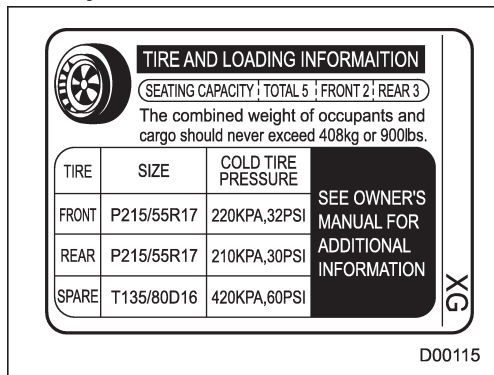 TIRE AND LOADING INFORMAITION
SEATING CAPACITY TOTAL 5 FRONT 2 REAR 3
The combined weight of occupants and
cargo should never exceed 408kg or 900lbs.
TIRE SIZE COLD TIRE
PRESSURE
FRONT P215/55R17 220KPA,32PSI
REAR P215/55R17 210KPA,30PSI
SPARE T135/80D16 420KPA,60PSI
SEE OWNER'S
MANUAL FOR
ADDITIONAL
INFORMATION
XG
D00115